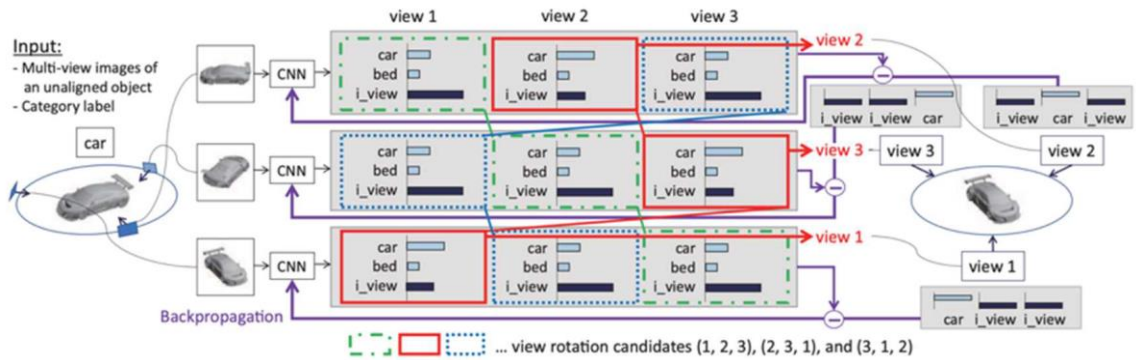 view 1 view 2 view 3
Input:
- Multi-view images of
an unaligned object
- Category label
car
CNN
car
bed
i_view
car
bed
i_view
car
bed
i_view
view 2
i_view i_view car
i_view car i_view
CNN
car
bed
i_view
car
bed
i_view
car
bed
i_view
view 3
view 3
view 2
CNN
car
bed
i_view
car
bed
i_view
car
bed
i_view
view 1
view 1
car i_view i_view
Backpropagation
... view rotation candidates (1, 2, 3), (2, 3, 1), and (3, 1, 2)